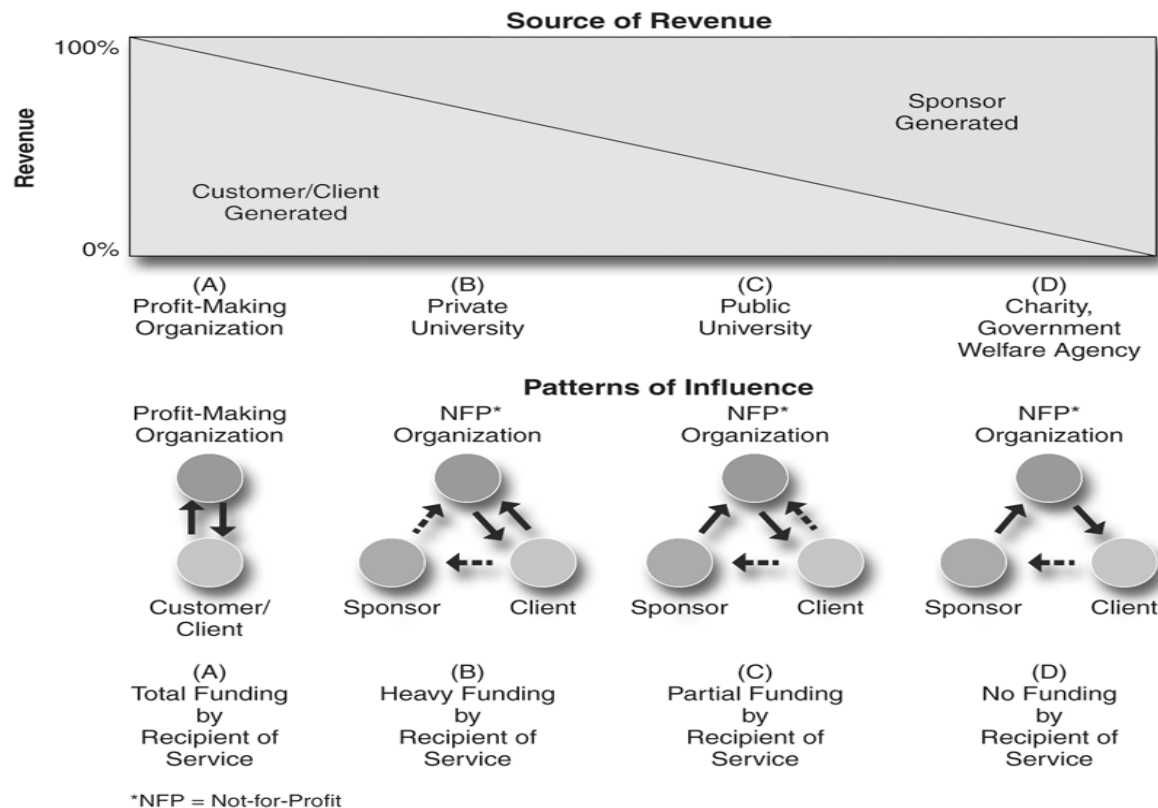 Source of Revenue
100%
Revenue
Sponsor
Generated
Customer/Client
Generated
0%
(A)
Profit-Making
Organization
(B)
Private
University
(C)
Public
University
(D)
Charity,
Government
Welfare Agency
Patterns of Influence
Profit-Making
Organization
Customer/
Client
NFP*
Organization
Sponsor
Client
NFP*
Organization
Sponsor
Client
NFP*
Organization
Sponsor
Client
(A)
Total Funding
by
Recipient of
Service
(B)
Heavy Funding
by
Recipient of
Service
(C)
Partial Funding
by
Recipient of
Service
(D)
No Funding
by
Recipient of
Service
*NFP = Not-for-Profit